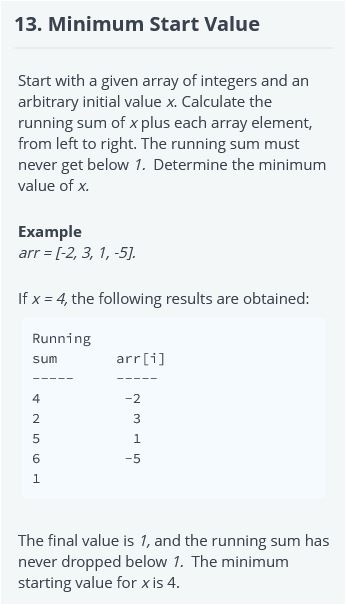 13. Minimum Start Value
Start with a given array of integers and an
arbitrary initial value x. Calculate the
running sum of x plus each array element,
from left to right. The running sum must
never get below 1. Determine the minimum
value of x.
Example
arr = [-2, 3, 1, -5].
If x = 4, the following results are obtained:
Running
sum arr[i]
----- -----
4 -2
2 3
5 1
6 -5
1
The final value is 1, and the running sum has
never dropped below 1. The minimum
starting value for x is 4.